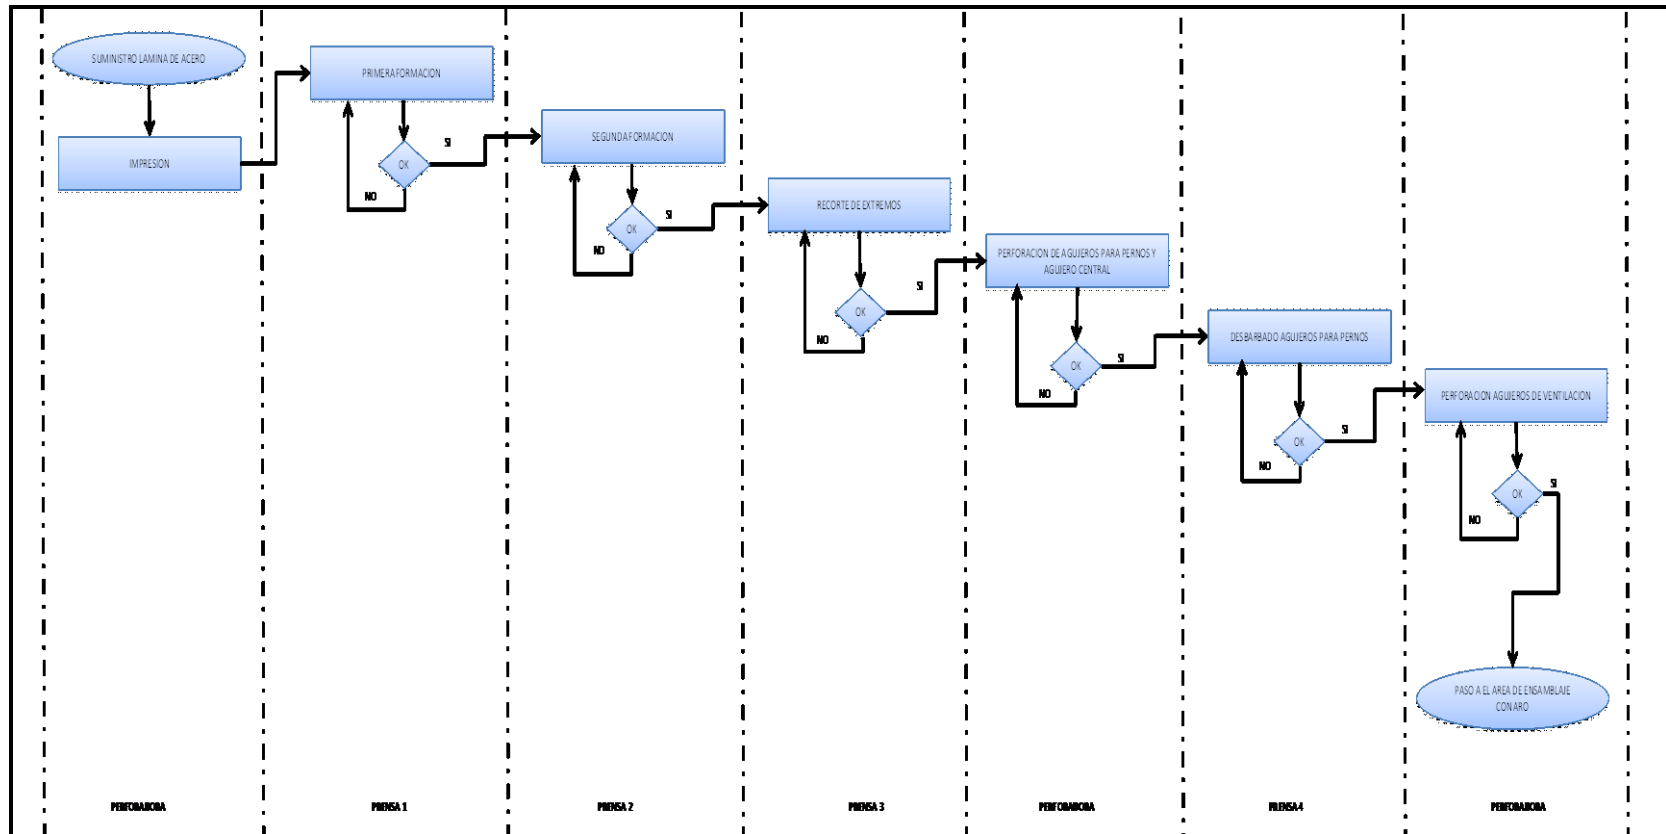 SUMINISTRO LAMINA DE ACERO
IMPRESION
PRIMERA FORMACION
OK
SI
NO
SEGUNDA FORMACION
OK
SI
NO
RECORTE DE EXTREMOS
OK
SI
NO
PERFORACION DE AGUJEROS PARA PERNOS Y
AGUJERO CENTRAL
OK
SI
NO
DESBARBADO AGUJEROS PARA PERNOS
OK
SI
NO
PERFORACION AGUJEROS DE VENTILACION
OK
SI
NO
PASO A EL AREA DE ENSAMBLAJE
CON ARO
PERFORADORA
PRENSA 1
PRENSA 2
PRENSA 3
PERFORADORA
PRENSA 4
PERFORADORA